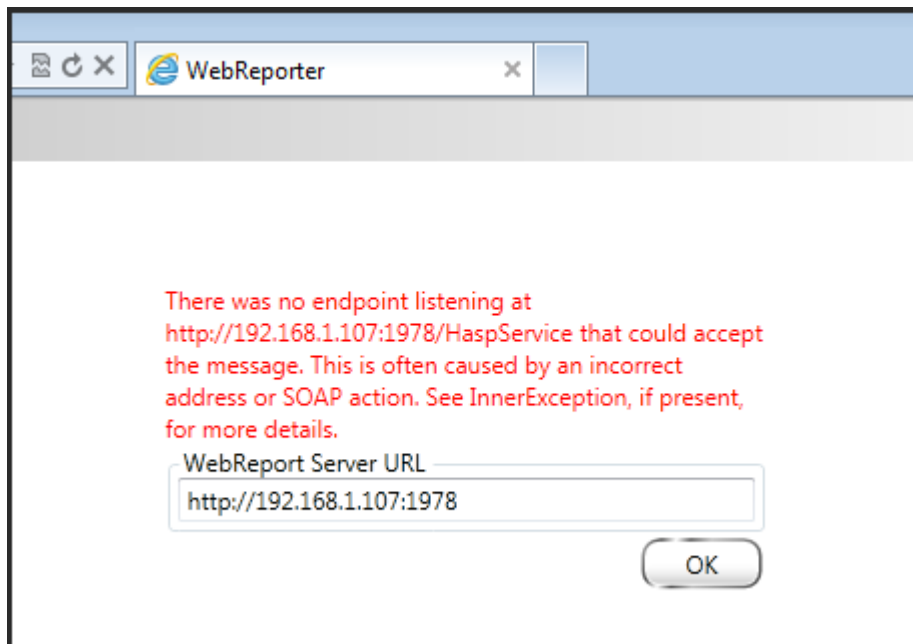 WebReporter
There was no endpoint listening at
http://192.168.1.107:1978/HaspService that could accept
the message. This is often caused by an incorrect
address or SOAP action. See InnerException, if present,
for more details.
WebReport Server URL
http://192.168.1.107:1978
OK